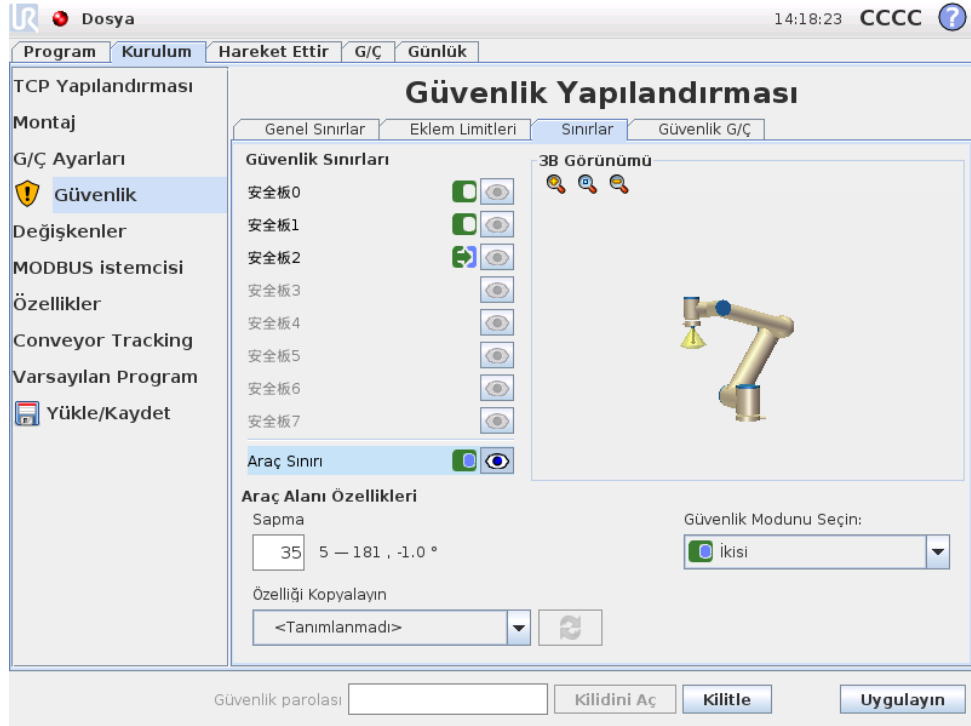 Dosya
14:18:23 CCCC ?
Program Kurulum Hareket Ettir G/Ç Günlük
TCP Yapılandırması
Montaj
G/Ç Ayarları
Güvenlik
Değişkenler
MODBUS istemcisi
Özellikler
Conveyor Tracking
Varsayılan Program
Yükle/Kaydet
Güvenlik Yapılandırması
Genel Sınırlar Eklem Limitleri Sınırlar Güvenlik G/Ç
Güvenlik Sınırları
安全板0
安全板1
安全板2
安全板3
安全板4
安全板5
安全板6
安全板7
Araç Sınırı
3B Görünümü
Araç Alanı Özellikleri
Sapma
35 5 — 181 , -1.0 °
Güvenlik Modunu Seçin:
İkisi
Özelliği Kopyalayın
<Tanımlanmadı>
Güvenlik parolası Kilidini Aç Kilitle Uygulayın